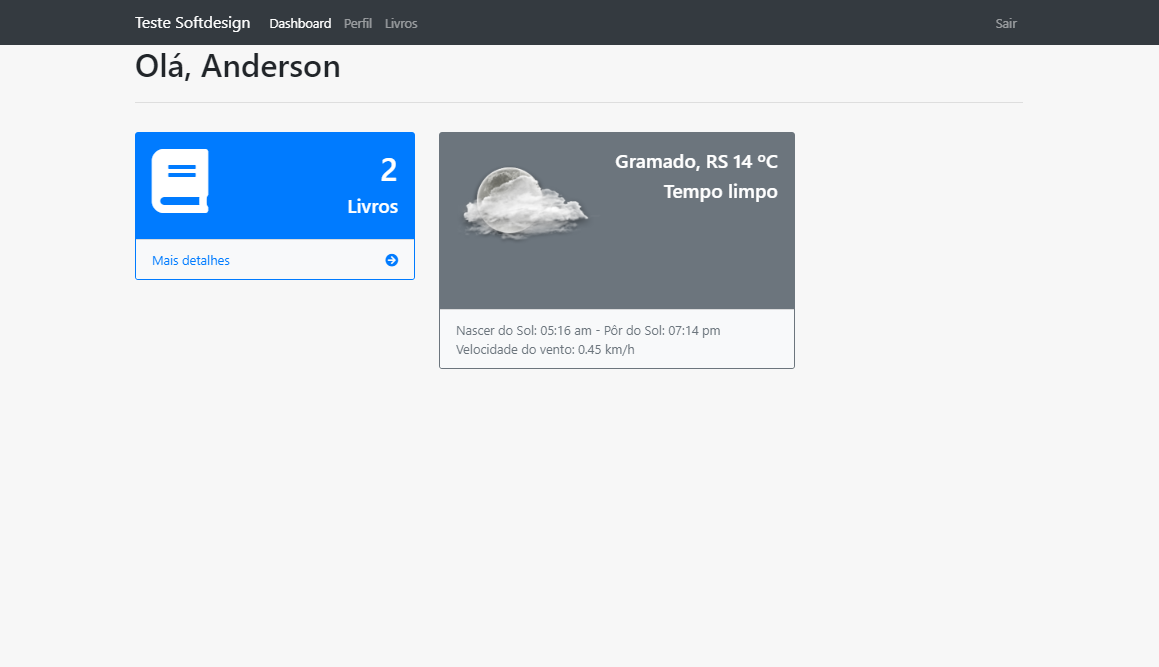 Teste Softdesign Dashboard Perfil Livros Sair
Olá, Anderson
2
Livros
Mais detalhes
Gramado, RS 14 ºC
Tempo limpo
Nascer do Sol: 05:16 am - Pôr do Sol: 07:14 pm
Velocidade do vento: 0.45 km/h